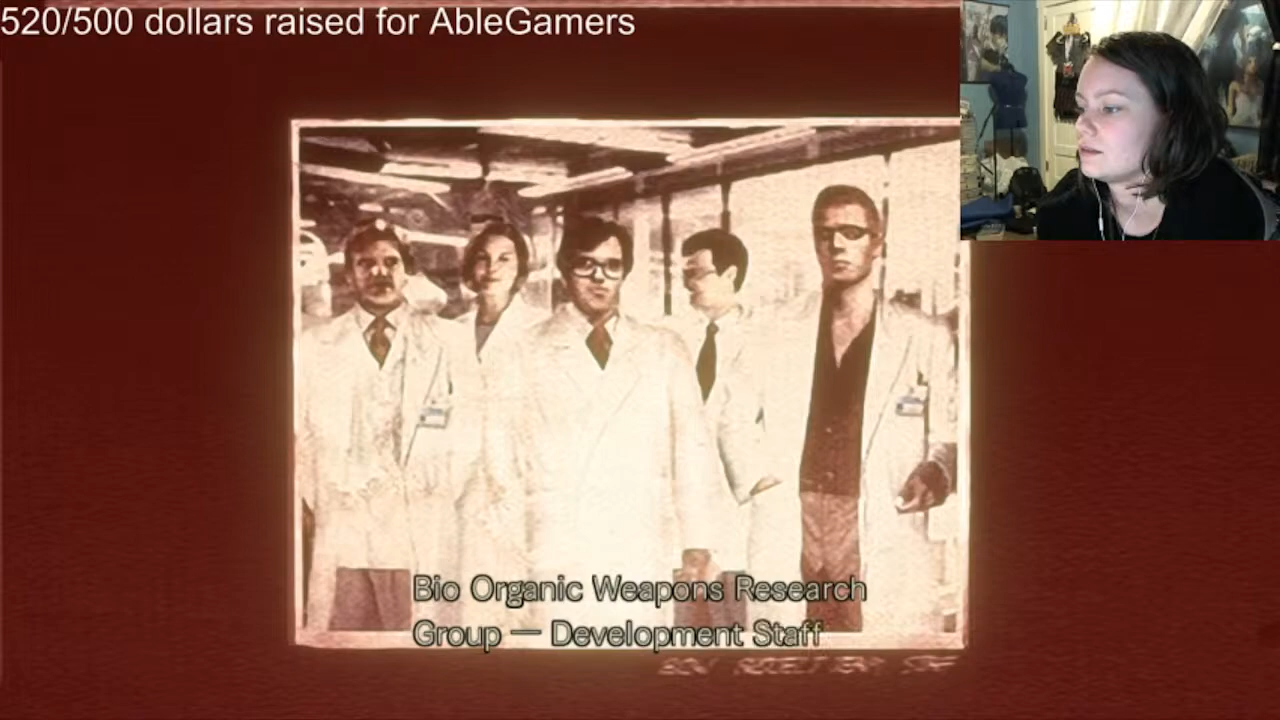 520/500 dollars raised for AbleGamers
Bio Organic Weapons Research
Group — Development Staff